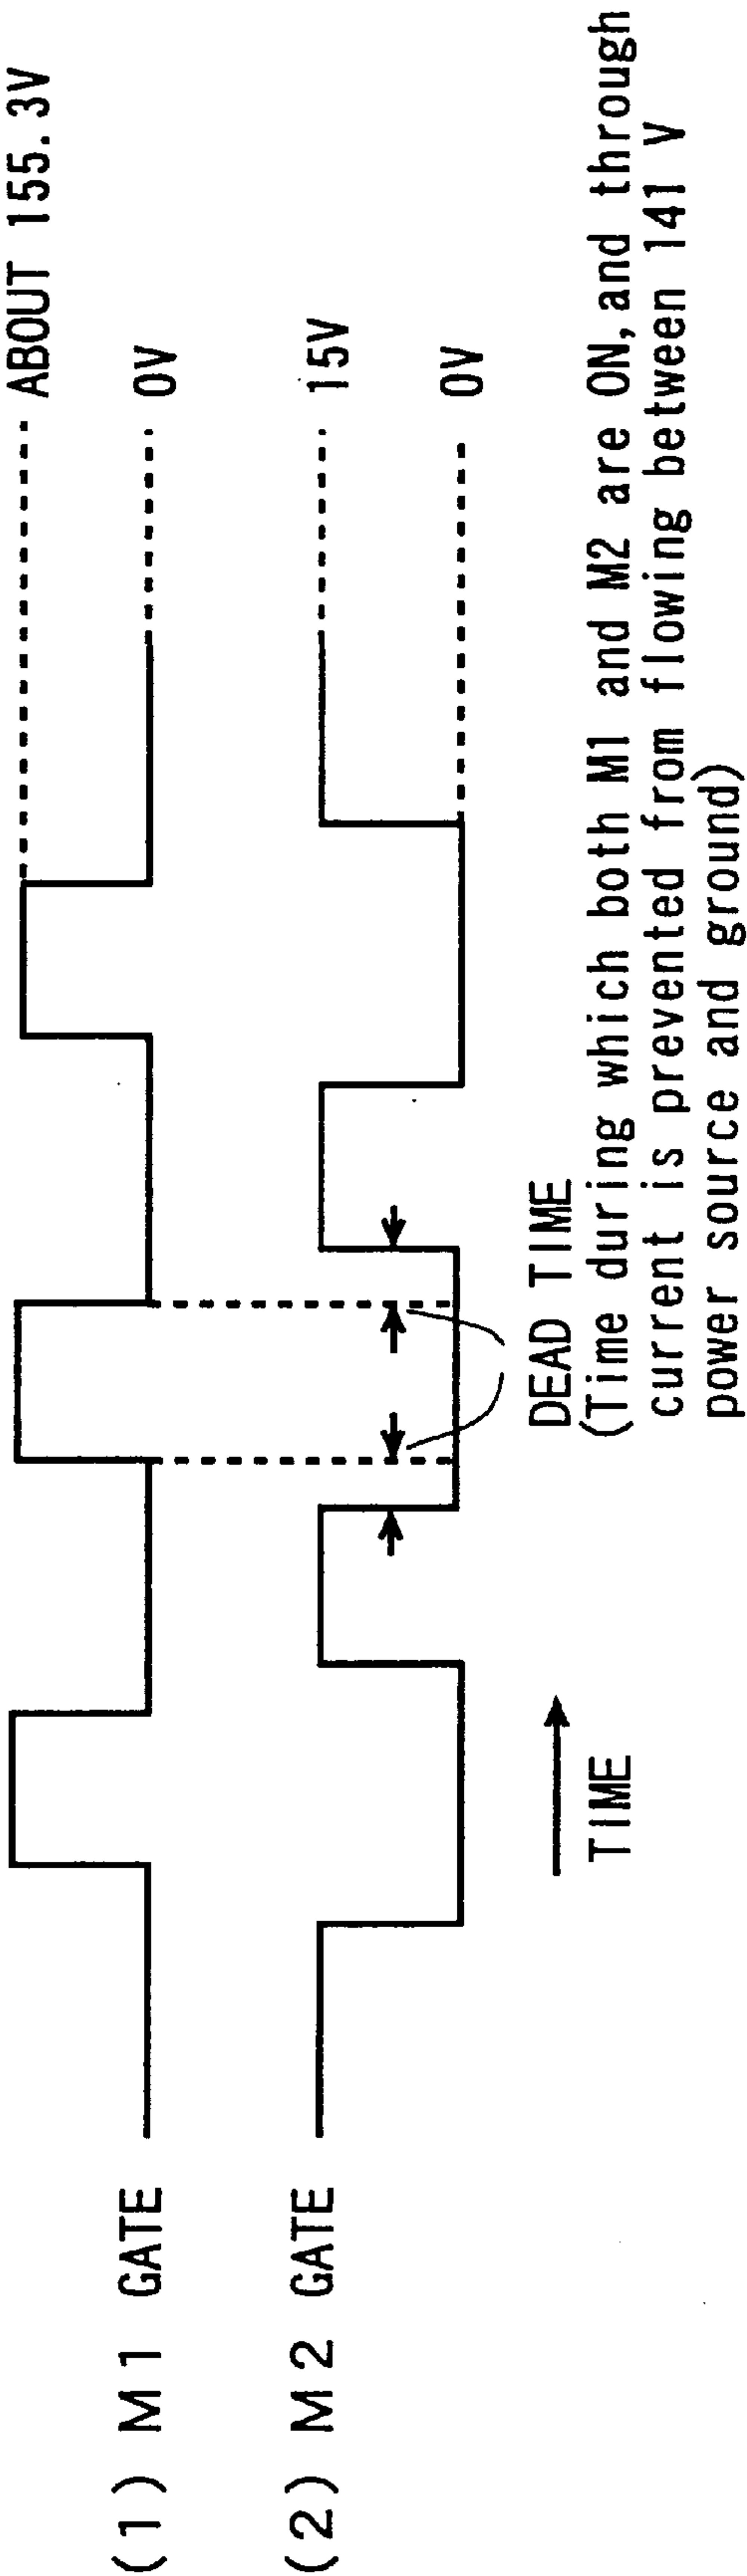 (1) M1 GATE
ABOUT 155.3V
0V
(2) M2 GATE
15V
0V
TIME
DEAD TIME
(Time during which both M1 and M2 are ON, and through
current is prevented from flowing between 141 V
power source and ground)